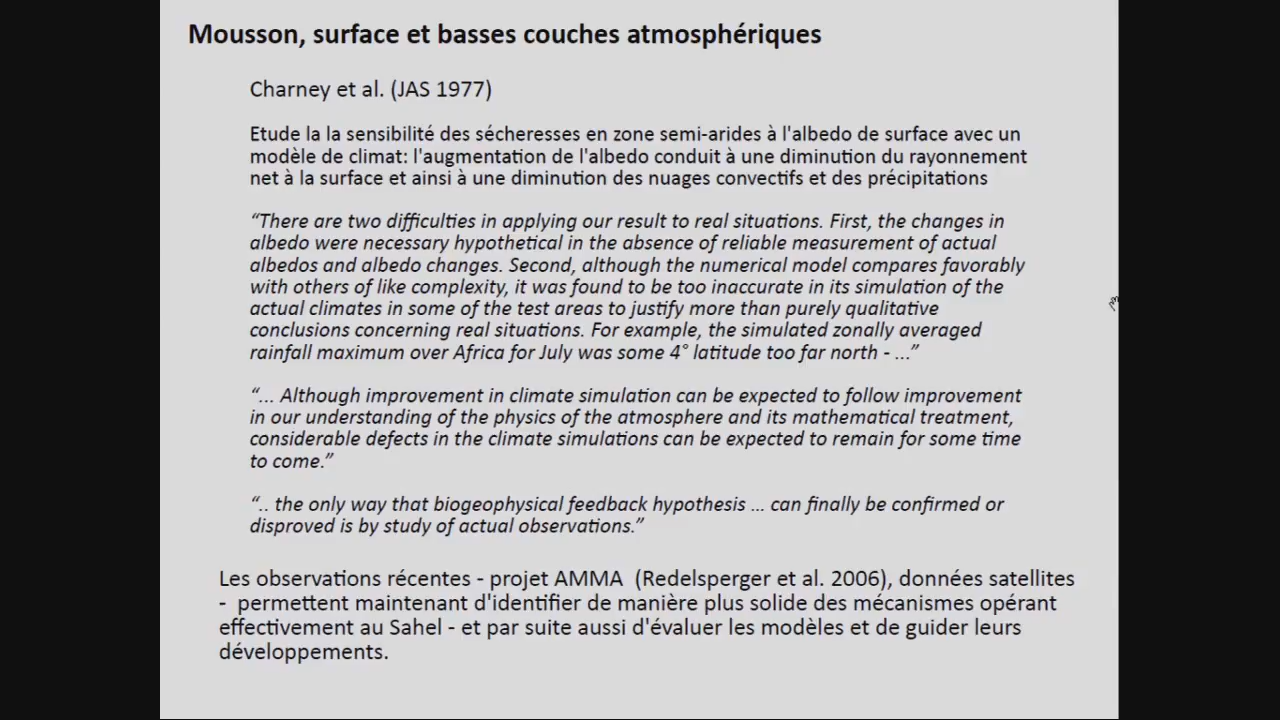 Mousson, surface et basses couches atmosphériques
Charney et al. (JAS 1977)
Etude la la sensibilité des sécheresses en zone semi-arides à l'albedo de surface avec un
modèle de climat: l'augmentation de l'albedo conduit à une diminution du rayonnement
net à la surface et ainsi à une diminution des nuages convectifs et des précipitations
“There are two difficulties in applying our result to real situations. First, the changes in
albedo were necessary hypothetical in the absence of reliable measurement of actual
albedos and albedo changes. Second, although the numerical model compares favorably
with others of like complexity, it was found to be too inaccurate in its simulation of the
actual climates in some of the test areas to justify more than purely qualitative
conclusions concerning real situations. For example, the simulated zonally averaged
rainfall maximum over Africa for July was some 4° latitude too far north - ...”
“... Although improvement in climate simulation can be expected to follow improvement
in our understanding of the physics of the atmosphere and its mathematical treatment,
considerable defects in the climate simulations can be expected to remain for some time
to come.”
“.. the only way that biogeophysical feedback hypothesis ... can finally be confirmed or
disproved is by study of actual observations.”
Les observations récentes - projet AMMA (Redelsperger et al. 2006), données satellites
- permettent maintenant d'identifier de manière plus solide des mécanismes opérant
effectivement au Sahel - et par suite aussi d'évaluer les modèles et de guider leurs
développements.